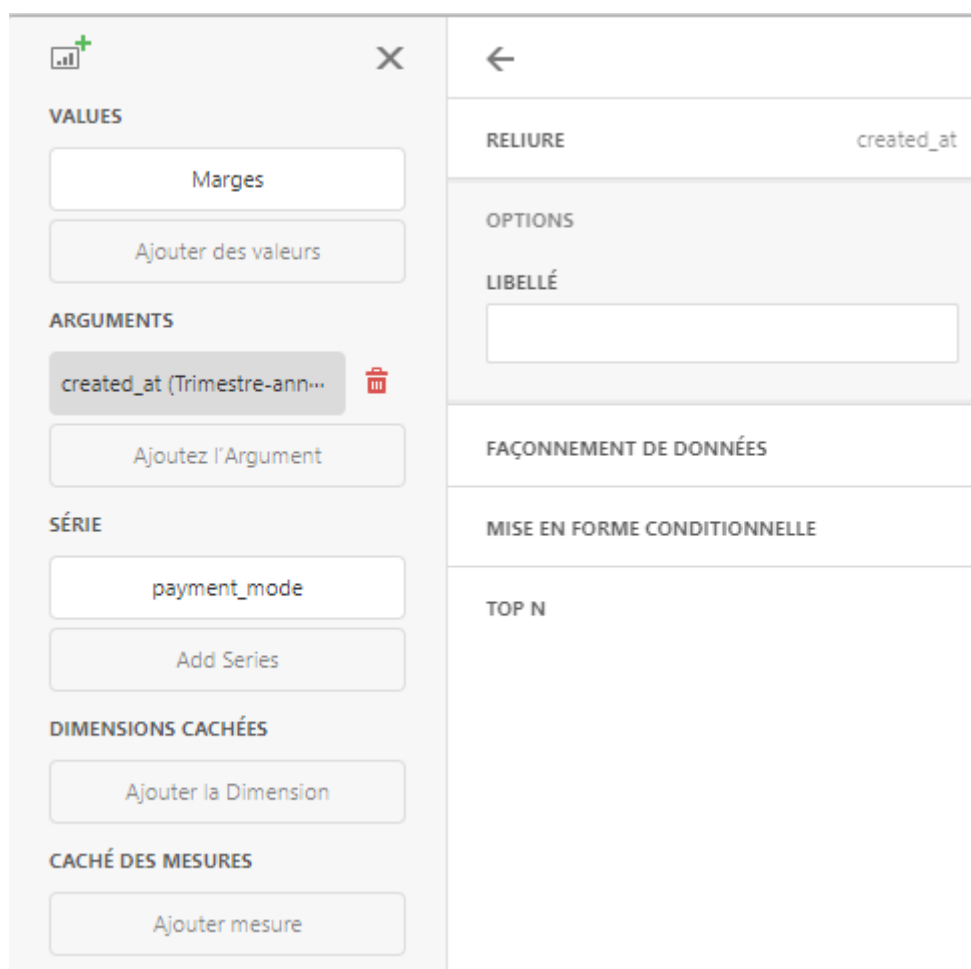 VALUES
Marges
Ajouter des valeurs
ARGUMENTS
created_at (Trimestre-ann...
Ajoutez l'Argument
SÉRIE
payment_mode
Add Series
DIMENSIONS CACHÉES
Ajouter la Dimension
CACHÉ DES MESURES
Ajouter mesure
RELIURE created_at
OPTIONS
LIBELLÉ
FAÇONNEMENT DE DONNÉES
MISE EN FORME CONDITIONNELLE
TOP N